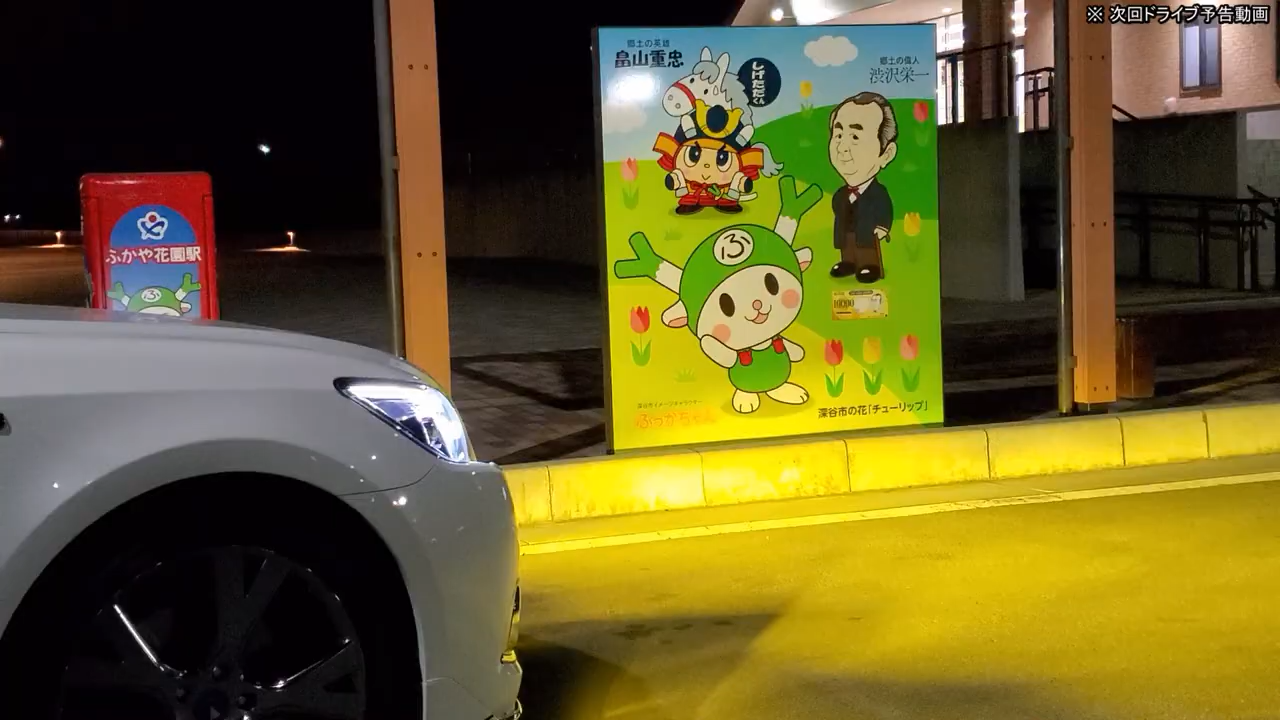 ※ 次回ドライブ予告動画
郷土の英雄
畠山重忠
しげただくん
郷土の偉人
渋沢栄一
ふ
10000
深谷市イメージキャラクター
ふっかちゃん
深谷市の花「チューリップ」
ふかや花園駅
ふ